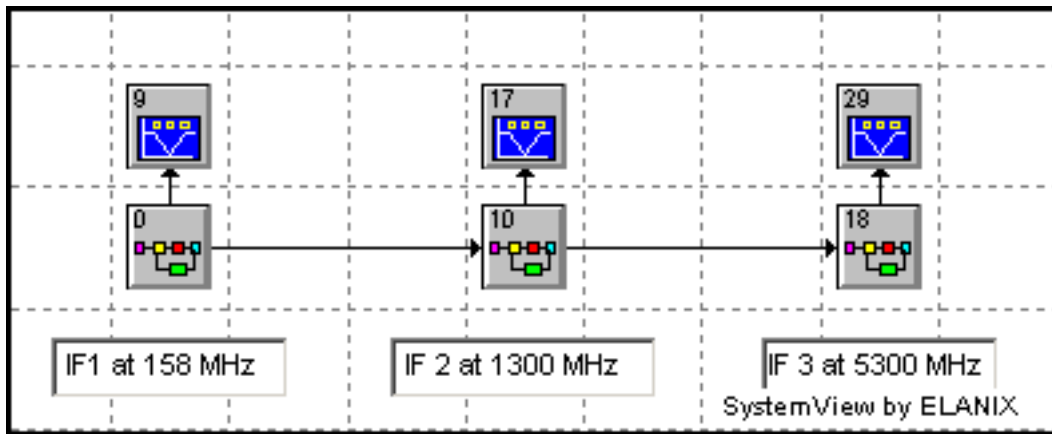 9
17
29
0
10
18
IF1 at 158 MHz
IF 2 at 1300 MHz
IF 3 at 5300 MHz
SystemView by ELANIX